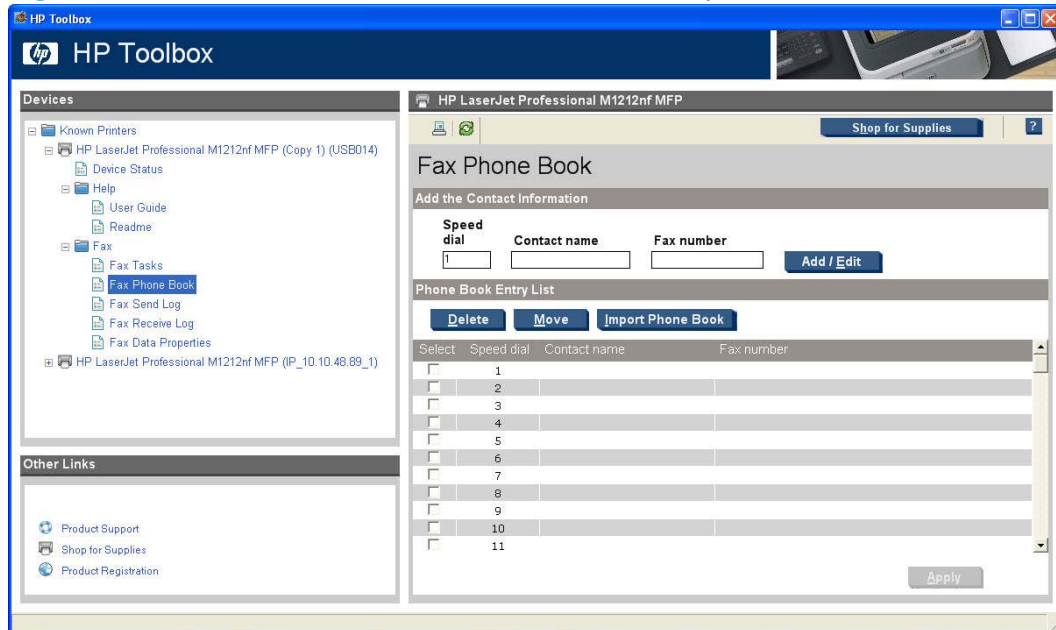 HP Toolbox
hp HP Toolbox
Devices
Known Printers
HP LaserJet Professional M1212nf MFP (Copy 1) (USB014)
Device Status
Help
User Guide
Readme
Fax
Fax Tasks
Fax Phone Book
Fax Send Log
Fax Receive Log
Fax Data Properties
HP LaserJet Professional M1212nf MFP (IP_10.10.48.89_1)
Other Links
Product Support
Shop for Supplies
Product Registration
HP LaserJet Professional M1212nf MFP
Shop for Supplies ?
Fax Phone Book
Add the Contact Information
Speed
dial Contact name Fax number
1 Add / Edit
Phone Book Entry List
Delete Move Import Phone Book
Select Speed dial Contact name Fax number
1
2
3
4
5
6
7
8
9
10
11
Apply